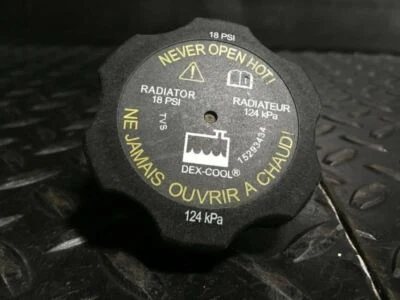 18 PSI
NEVER OPEN HOT!
RADIATOR
18 PSI
RADIATEUR
124 kPa
TVS
15293434
DEX-COOL®
NE JAMAIS OUVRIR A CHAUD!
124 kPa